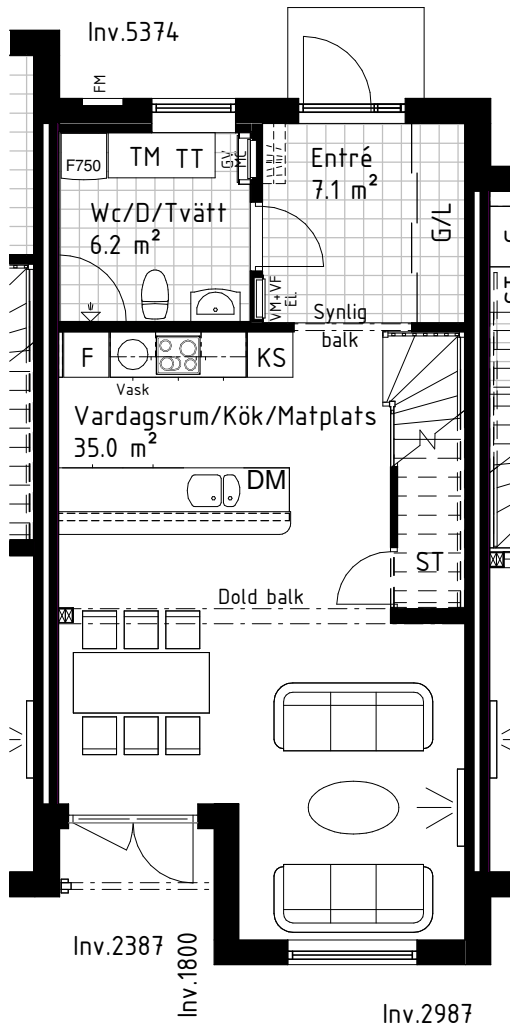 Inv.5374
FM
F750
TM TT
GV
Entré
7.1 m²
Wc/D/Tvätt
6.2 m²
G/L
VM+VF
EL
Synlig
balk
F
KS
Vask
Vardagsrum/Kök/Matplats
35.0 m²
DM
ST
Dold balk
Inv.2387
Inv.1800
Inv.2987